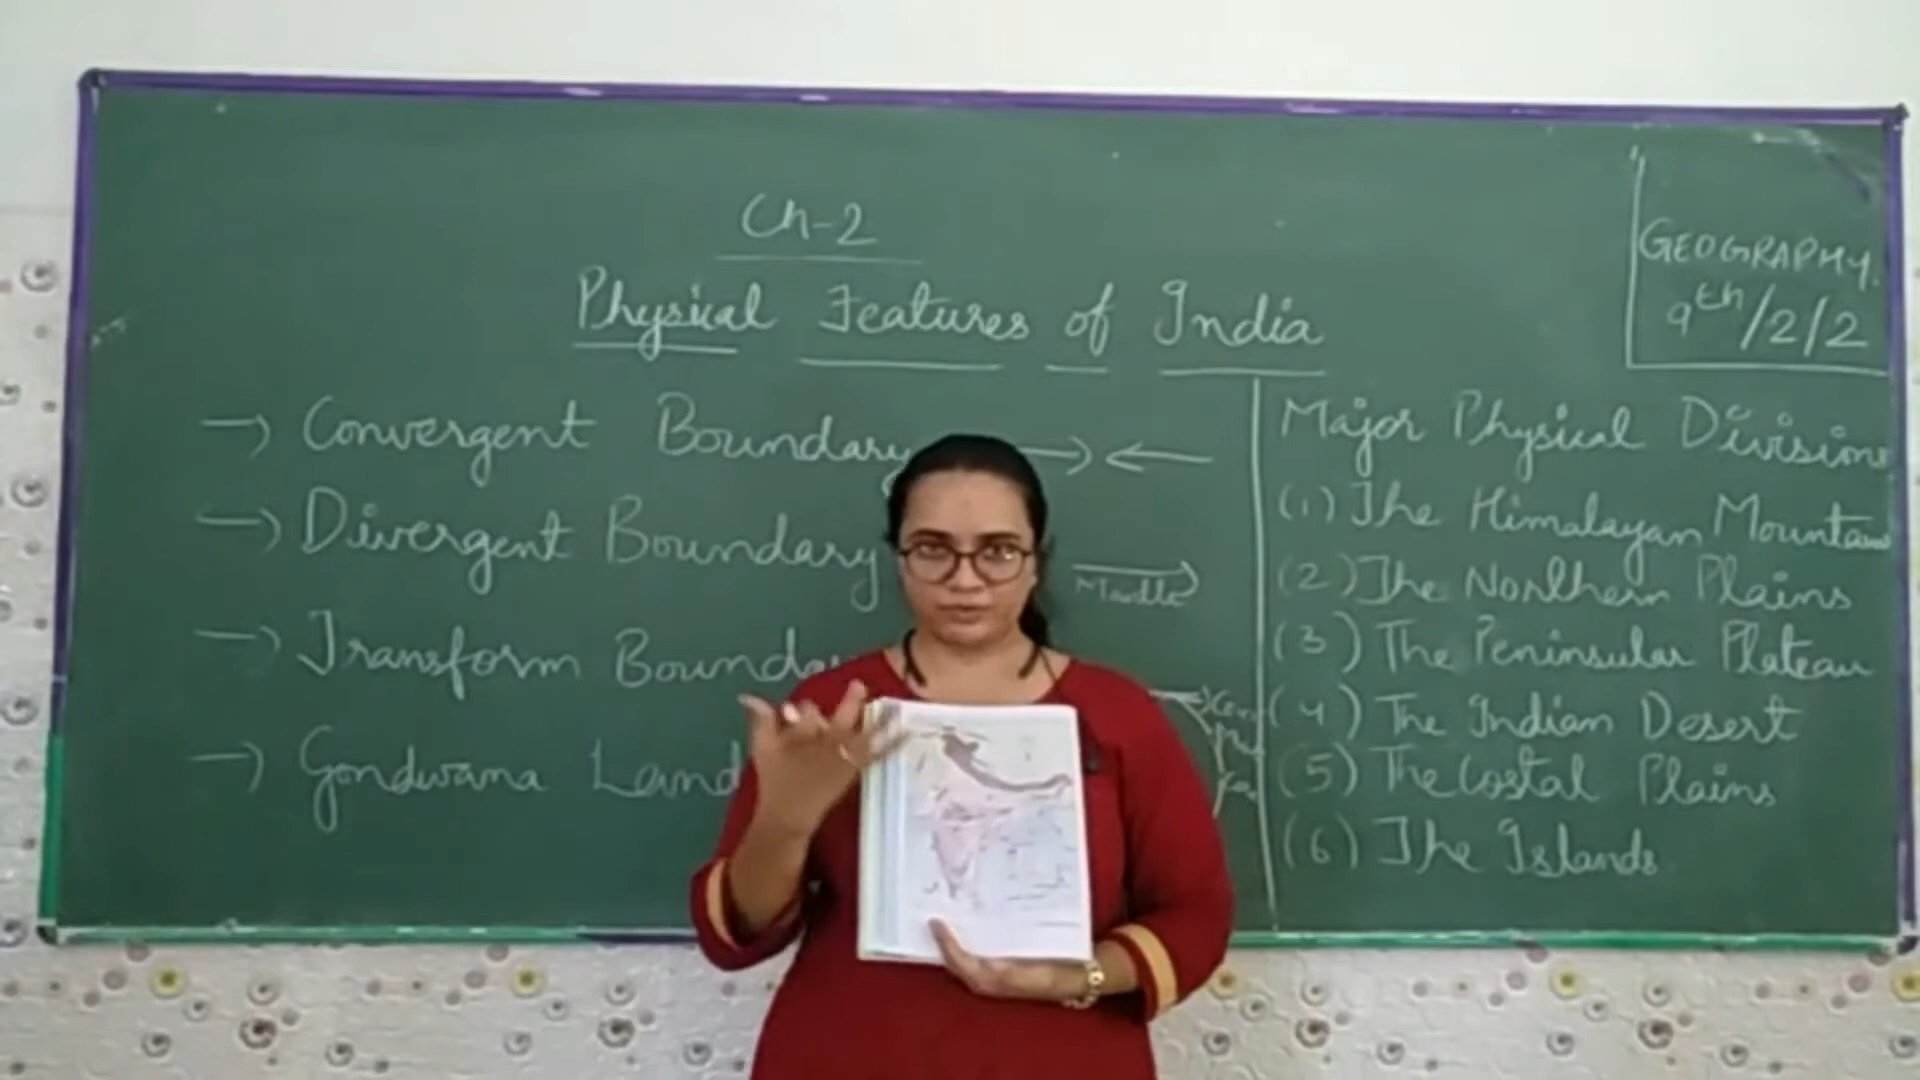 Ch-2
Physical Features of India
GEOGRAPHY
9th/2/2
→ Convergent Boundary → ←
→ Divergent Boundary →
Mantle
→ Transform Bounda
→ Gondwana Land
Major Physical Divisions
(1) The Himalayan Mountain
(2) The Northern Plains
(3) The Peninsular Plateau
(4) The Indian Desert
(5) The Costal Plains
(6) The Islands